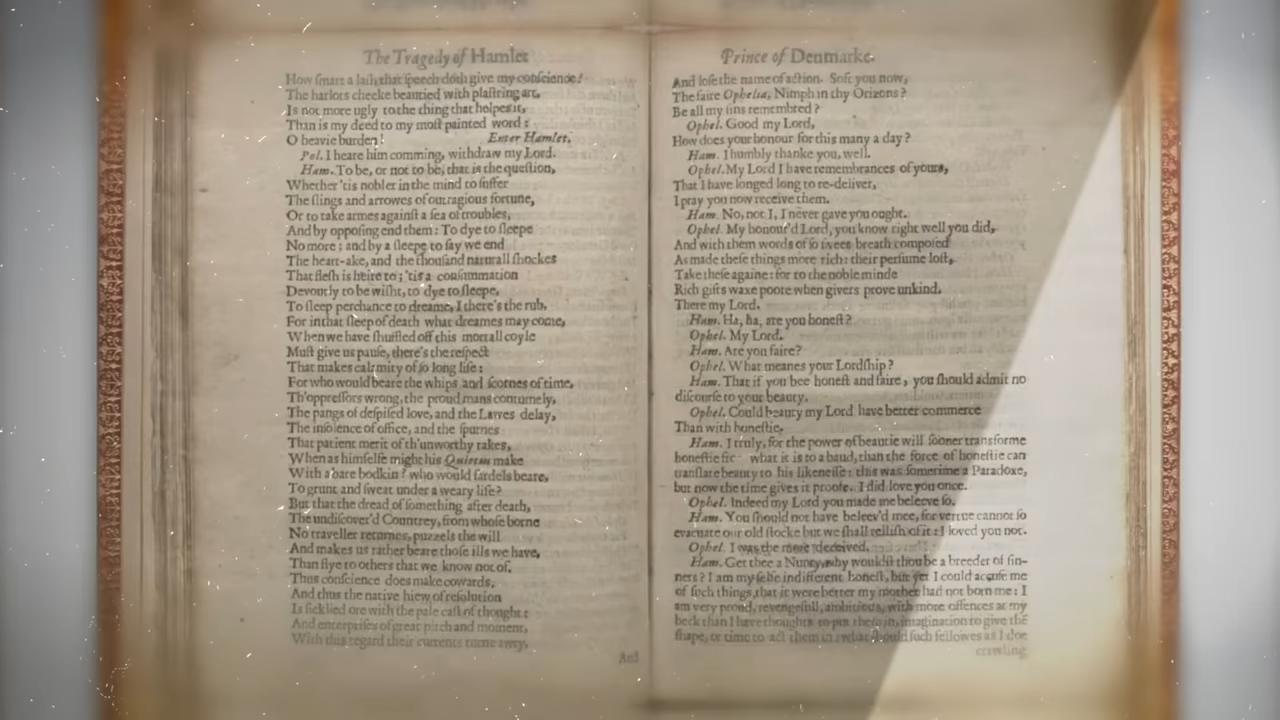 The Tragedy of Hamlet
How ſmart a laſh that ſpeech doth give my conſcience!
The harlots cheeke beautied with plaſtring art,
Is not more ugly to the thing that helpes it,
Than is my deed to my moſt painted word:
O heavie burden! Enter Hamlet.
Pol. I heare him comming, withdraw my Lord.
Ham. To be, or not to be, that is the queſtion,
Whether 'tis nobler in the mind to ſuffer
The ſlings and arrowes of outragious fortune,
Or to take armes againſt a ſea of troubles,
And by oppoſing end them: To dye to ſleepe
No more; and by a ſleepe to ſay we end
The heart-ake, and the thouſand naturall ſhockes
That fleſh is heire to; 'tis a conſummation
Devoutly to be wiſht, to dye to ſleepe,
To ſleep perchance to dreame, I there's the rub,
For in that ſleep of death what dreames may come,
When we have ſhuffled off this mortall coyle
Muſt give us pauſe, there's the reſpect
That makes calamity of ſo long life:
For who would beare the whips and ſcornes of time,
Th'oppreſſors wrong, the proud mans contumely,
The pangs of deſpiſed love, and the Lawes delay,
The inſolence of office, and the ſpurnes
That patient merit of th'unworthy takes,
When as himſelfe might his Quietus make
With a bare bodkin? who would fardels beare,
To grunt and ſweat under a weary life?
But that the dread of ſomething after death,
The undiſcover'd Countrey, from whoſe borne
No traveller returnes, puzzels the will
And makes us rather beare thoſe ills we have,
Than flye to others that we know not of.
Thus conſcience does make cowards,
And thus the native hiew of reſolution
Is ſicklied ore with the pale caſt of thought:
And enterpriſes of great pitch and moment,
With this regard their currents turne away,
And
Prince of Denmarke.
And loſe the name of action. Soft you now,
The faire Ophelia, Nimph in thy Orizons?
Be all my ſins remembred?
Ophel. Good my Lord,
How does your honour for this many a day?
Ham. I humbly thanke you, well.
Ophel. My Lord I have remembrances of yours,
That I have longed long to re-deliver,
I pray you now receive them.
Ham. No, not I, I never gave you ought.
Ophel. My honour'd Lord, you know right well you did,
And with them words of ſo ſweet breath compoſed
As made theſe things more rich: their perfume loſt,
Take theſe againe: for to the noble minde
Rich gifts waxe poore when givers prove unkind.
There my Lord.
Ham. Ha, ha, are you honeſt?
Ophel. My Lord.
Ham. Are you faire?
Ophel. What meanes your Lordſhip?
Ham. That if you bee honeſt and faire, you ſhould admit no
diſcourſe to your beauty.
Ophel. Could beauty my Lord have better commerce
Than with honeſtie.
Ham. I truly, for the power of beautie will ſooner transforme
honeſtie what it is to a baud, than the force of honeſtie can
tranſlate beauty to his likeneſſe: this was ſometime a Paradoxe,
but now the time gives it proofe. I did love you once.
Ophel. Indeed my Lord you made me beleeve ſo.
Ham. You ſhould not have beleev'd mee, for vertue cannot ſo
evacuate our old ſtocke but we ſhall relliſh of it: I loved you not.
Ophel. I was the more deceived.
Ham. Get thee a Nunry, why wouldſt thou be a breeder of ſin-
ners? I am my ſelfe indifferent honeſt, but yet I could accuſe me
of ſuch things, that it were better my mother had not born me: I
am very proud, revengefull, ambitious, with more offences at my
beck than I have thoughts to put them in, imagination to give thē
ſhape, or time to act them in: what ſhould ſuch fellowes as I doe
crawling